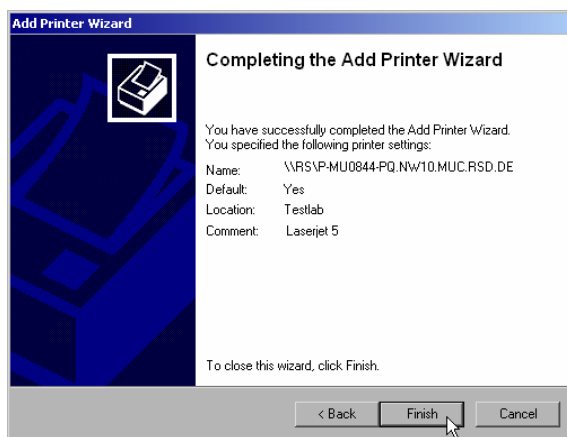 Add Printer Wizard
Completing the Add Printer Wizard
You have successfully completed the Add Printer Wizard.
You specified the following printer settings:
Name: \\RS\P-MU0844-PQ.NW10.MUC.RSD.DE
Default: Yes
Location: Testlab
Comment: Laserjet 5
To close this wizard, click Finish.
< Back Finish Cancel